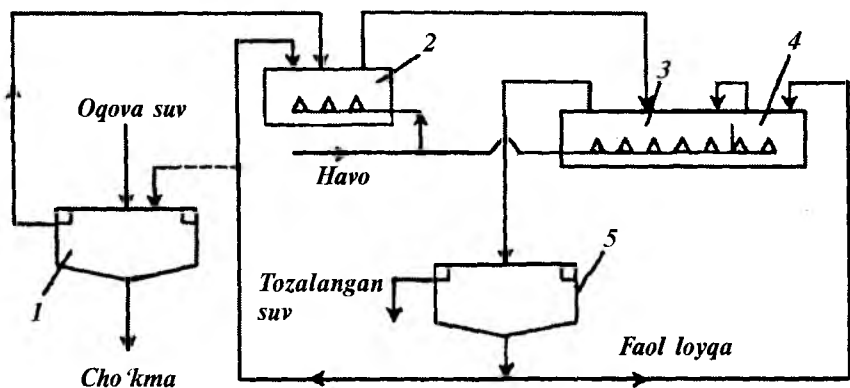 2
4
3
Oqova suv
Havo
5
Tozalangan
suv
1
Faol loyqa
Cho‘kma